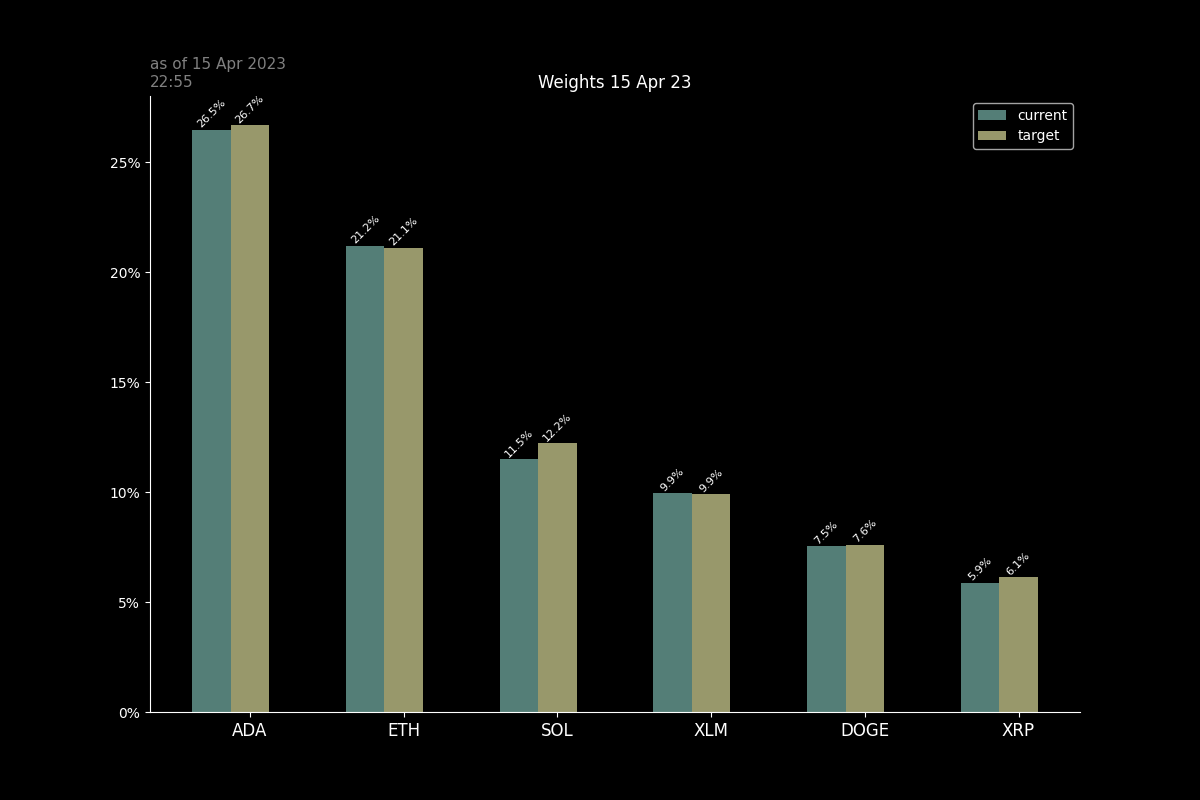 as of 15 Apr 2023
22:55
Weights 15 Apr 23
current
target
25%
20%
15%
10%
5%
0%
26.5% 26.7%
21.2% 21.1%
11.5% 12.2%
9.9% 9.9%
7.5% 7.6%
5.9% 6.1%
ADA ETH SOL XLM DOGE XRP